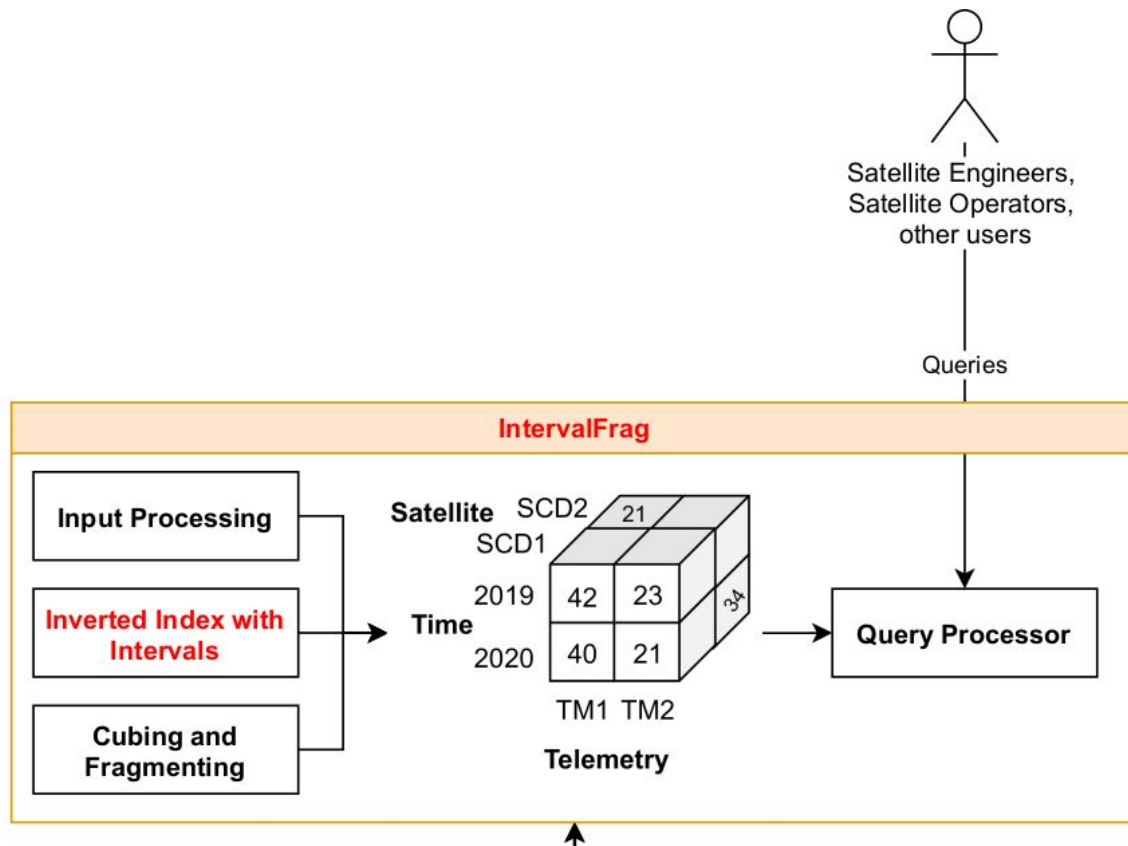 Satellite Engineers,
Satellite Operators,
other users
Queries
IntervalFrag
Input Processing
Inverted Index with
Intervals
Cubing and
Fragmenting
Satellite
SCD2
SCD1
21
Time
2019
2020
42 23
40 21
34
TM1 TM2
Telemetry
Query Processor